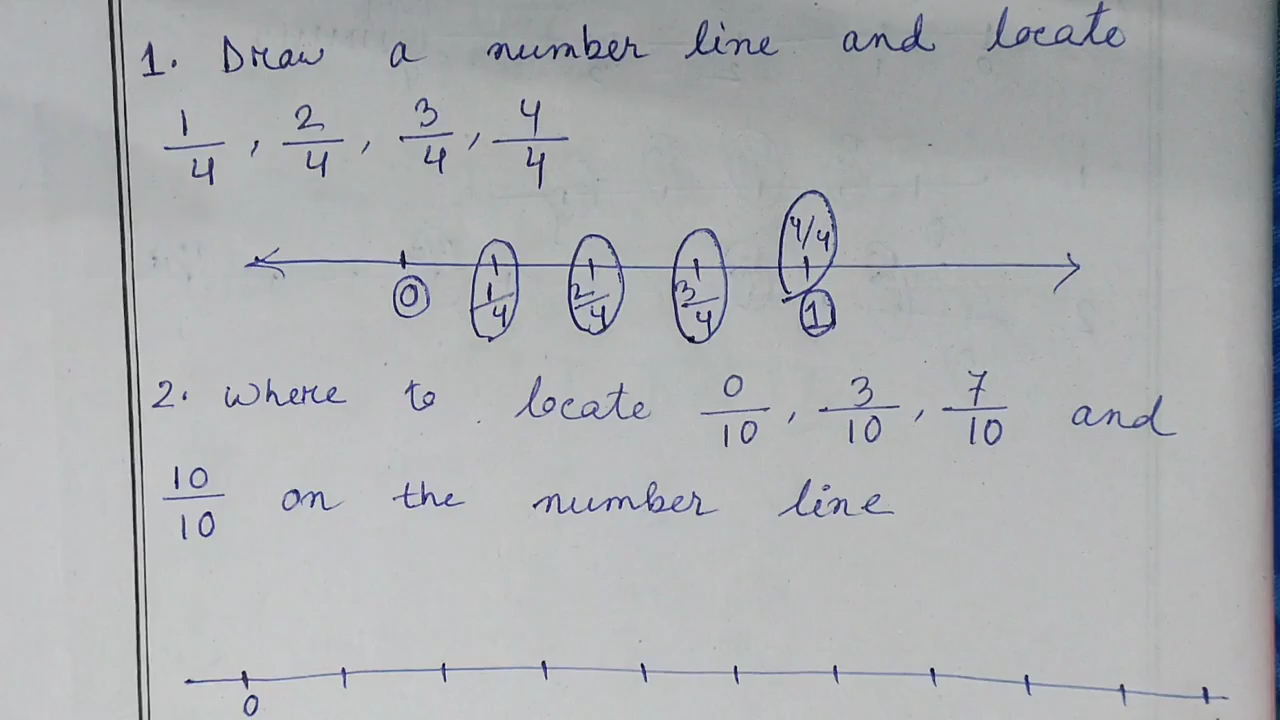 1. Draw a number line and locate
1/4, 2/4, 3/4, 4/4
0 1/4 2/4 3/4 4/4 1
2. Where to locate 0/10, 3/10, 7/10 and
10/10 on the number line
0